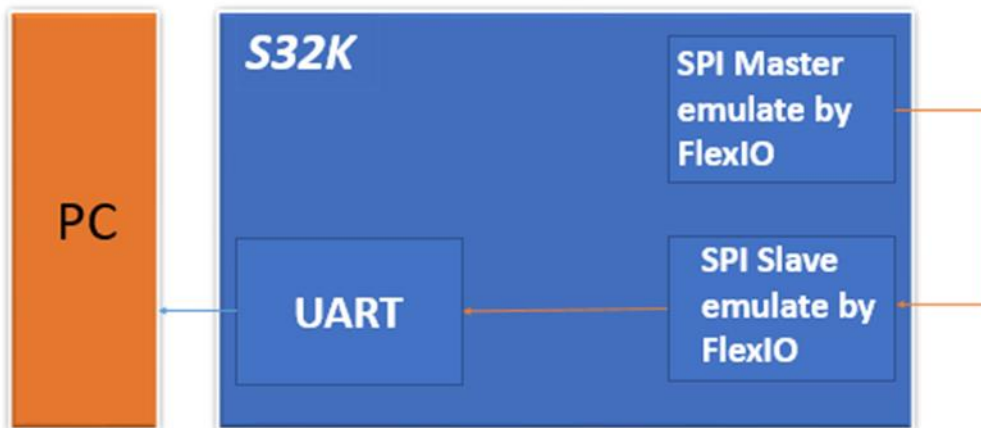 S32K
SPI Master
emulate by
FlexIO
PC
SPI Slave
emulate by
FlexIO
UART